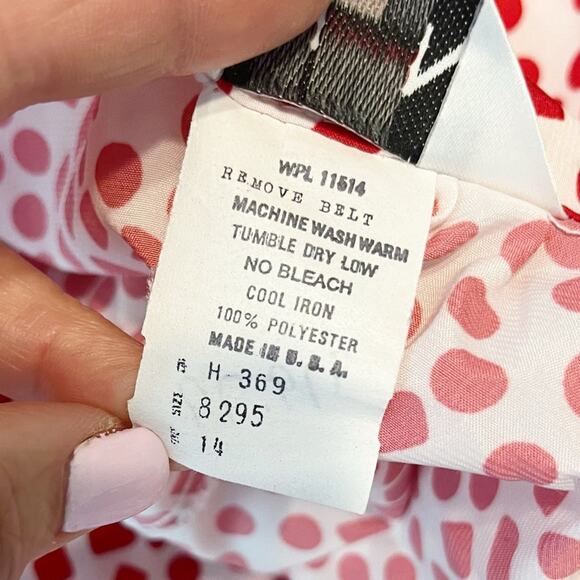 WPL 11514
REMOVE BELT
MACHINE WASH WARM
TUMBLE DRY LOW
NO BLEACH
COOL IRON
100% POLYESTER
MADE IN U.S.A.
H 369
8295
SIZE
14